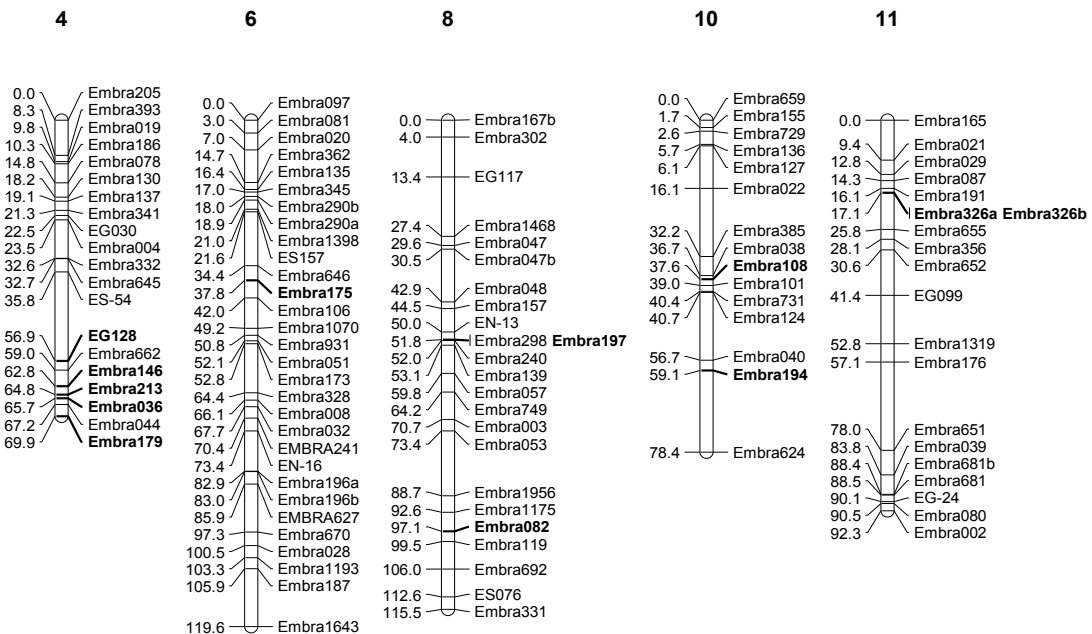 4
0.0 Embra205
8.3 Embra393
9.8 Embra019
10.3 Embra186
14.8 Embra078
18.2 Embra130
19.1 Embra137
21.3 Embra341
22.5 EG030
23.5 Embra004
32.6 Embra332
32.7 Embra645
35.8 ES-54
56.9 EG128
59.0 Embra662
62.8 Embra146
64.8 Embra213
65.7 Embra036
67.2 Embra044
69.9 Embra179
6
0.0 Embra097
3.0 Embra081
7.0 Embra020
14.7 Embra362
16.4 Embra135
17.0 Embra345
18.0 Embra290b
18.9 Embra290a
21.0 Embra1398
21.6 ES157
34.4 Embra646
37.8 Embra175
42.0 Embra106
49.2 Embra1070
50.8 Embra931
52.1 Embra051
52.8 Embra173
64.4 Embra328
66.1 Embra008
67.7 Embra032
70.4 EMBRA241
73.4 EN-16
82.9 Embra196a
83.0 Embra196b
85.9 EMBRA627
97.3 Embra670
100.5 Embra028
103.3 Embra1193
105.9 Embra187
119.6 Embra1643
8
0.0 Embra167b
4.0 Embra302
13.4 EG117
27.4 Embra1468
29.6 Embra047
30.5 Embra047b
42.9 Embra048
44.5 Embra157
50.0 EN-13
51.8 Embra298 Embra197
52.0 Embra240
53.1 Embra139
59.8 Embra057
64.2 Embra749
70.7 Embra003
73.4 Embra053
88.7 Embra1956
92.6 Embra1175
97.1 Embra082
99.5 Embra119
106.0 Embra692
112.6 ES076
115.5 Embra331
10
0.0 Embra659
1.7 Embra155
2.6 Embra729
5.7 Embra136
6.1 Embra127
16.1 Embra022
32.2 Embra385
36.7 Embra038
37.6 Embra108
39.0 Embra101
40.4 Embra731
40.7 Embra124
56.7 Embra040
59.1 Embra194
78.4 Embra624
11
0.0 Embra165
9.4 Embra021
12.8 Embra029
14.3 Embra087
16.1 Embra191
17.1 Embra326a Embra326b
25.8 Embra655
28.1 Embra356
30.6 Embra652
41.4 EG099
52.8 Embra1319
57.1 Embra176
78.0 Embra651
83.8 Embra039
88.4 Embra681b
88.5 Embra681
90.1 EG-24
90.5 Embra080
92.3 Embra002